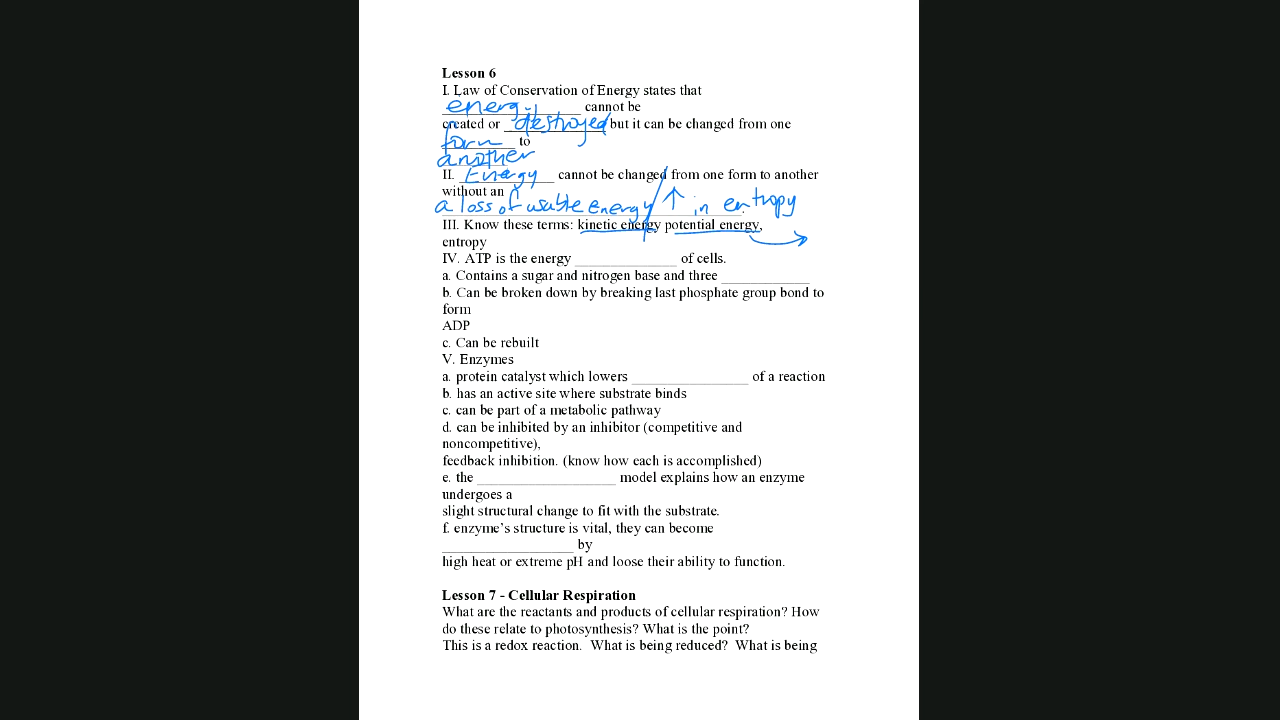 Lesson 6
I. Law of Conservation of Energy states that
energy cannot be
created or destroyed but it can be changed from one
form to
another
II. Energy cannot be changed from one form to another
without an
a loss of usable energy / ↑ in entropy.
III. Know these terms: kinetic energy potential energy,
entropy
IV. ATP is the energy ______________ of cells.
a. Contains a sugar and nitrogen base and three ____________
b. Can be broken down by breaking last phosphate group bond to
form
ADP
c. Can be rebuilt
V. Enzymes
a. protein catalyst which lowers ________________ of a reaction
b. has an active site where substrate binds
c. can be part of a metabolic pathway
d. can be inhibited by an inhibitor (competitive and
noncompetitive),
feedback inhibition. (know how each is accomplished)
e. the ___________________ model explains how an enzyme
undergoes a
slight structural change to fit with the substrate.
f. enzyme's structure is vital, they can become
__________________ by
high heat or extreme pH and loose their ability to function.
Lesson 7 - Cellular Respiration
What are the reactants and products of cellular respiration? How
do these relate to photosynthesis? What is the point?
This is a redox reaction. What is being reduced? What is being